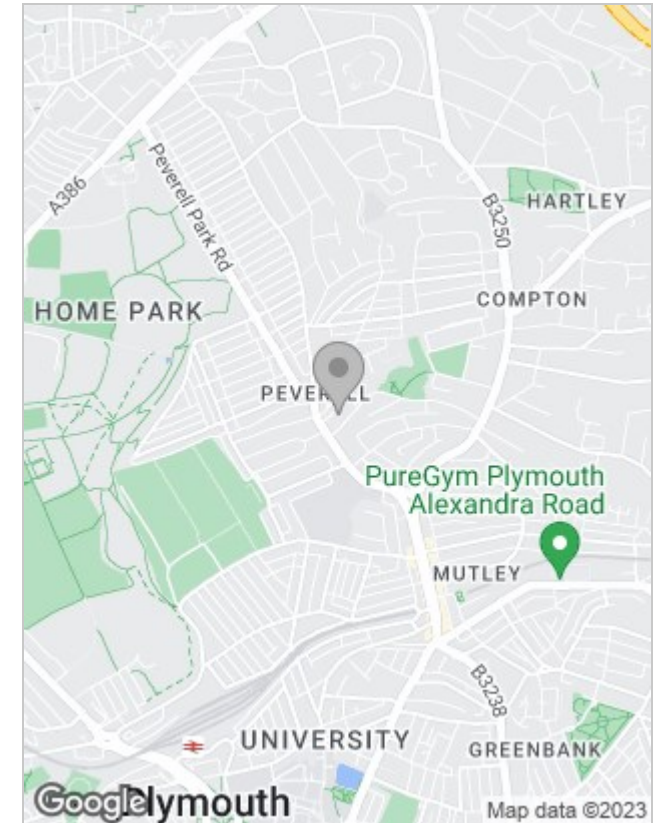 A386
Peverell Park Rd
B3250
HARTLEY
HOME PARK
COMPTON
PEVERELL
PureGym Plymouth
Alexandra Road
MUTLEY
B3238
UNIVERSITY
GREENBANK
Google
Plymouth
Map data ©2023